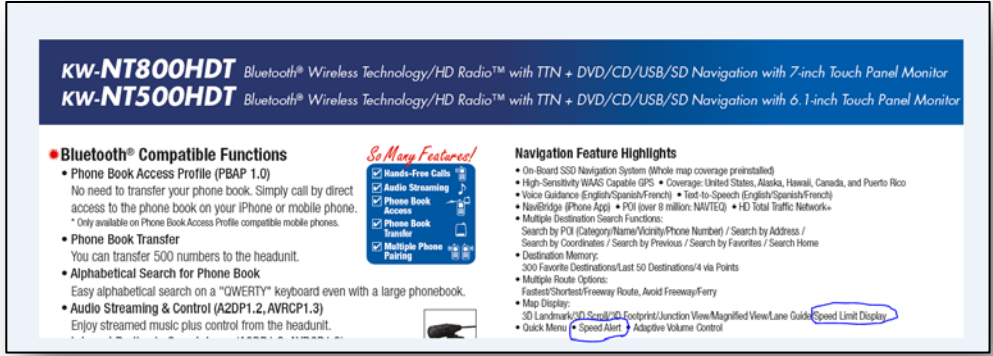 KW-NT800HDT Bluetooth® Wireless Technology/HD Radio™ with TTN + DVD/CD/USB/SD Navigation with 7-inch Touch Panel Monitor
KW-NT500HDT Bluetooth® Wireless Technology/HD Radio™ with TTN + DVD/CD/USB/SD Navigation with 6.1-inch Touch Panel Monitor
Bluetooth® Compatible Functions
• Phone Book Access Profile (PBAP 1.0)
No need to transfer your phone book. Simply call by direct
access to the phone book on your iPhone or mobile phone.
* Only available on Phone Book Access Profile compatible mobile phones.
• Phone Book Transfer
You can transfer 500 numbers to the headunit.
• Alphabetical Search for Phone Book
Easy alphabetical search on a "QWERTY" keyboard even with a large phonebook.
• Audio Streaming & Control (A2DP1.2, AVRCP1.3)
Enjoy streamed music plus control from the headunit.
So Many Features!
Hands-Free Calls
Audio Streaming
Phone Book
Access
Phone Book
Transfer
Multiple Phone
Pairing
Navigation Feature Highlights
• On-Board SSD Navigation System (Whole map coverage preinstalled)
• High-Sensitivity WAAS Capable GPS • Coverage: United States, Alaska, Hawaii, Canada, and Puerto Rico
• Voice Guidance (English/Spanish/French) • Text-to-Speech (English/Spanish/French)
• NaviBridge (iPhone App) • POI (over 8 million: NAVTEQ) • HD Total Traffic Network+
• Multiple Destination Search Functions:
Search by POI (Category/Name/Vicinity/Phone Number) / Search by Address /
Search by Coordinates / Search by Previous / Search by Favorites / Search Home
• Destination Memory:
300 Favorite Destinations/Last 50 Destinations/4 via Points
• Multiple Route Options:
Fastest/Shortest/Freeway Route, Avoid Freeway/Ferry
• Map Display:
3D Landmark/3D Scroll/3D Footprint/Junction View/Magnified View/Lane Guide/Speed Limit Display
• Quick Menu • Speed Alert • Adaptive Volume Control